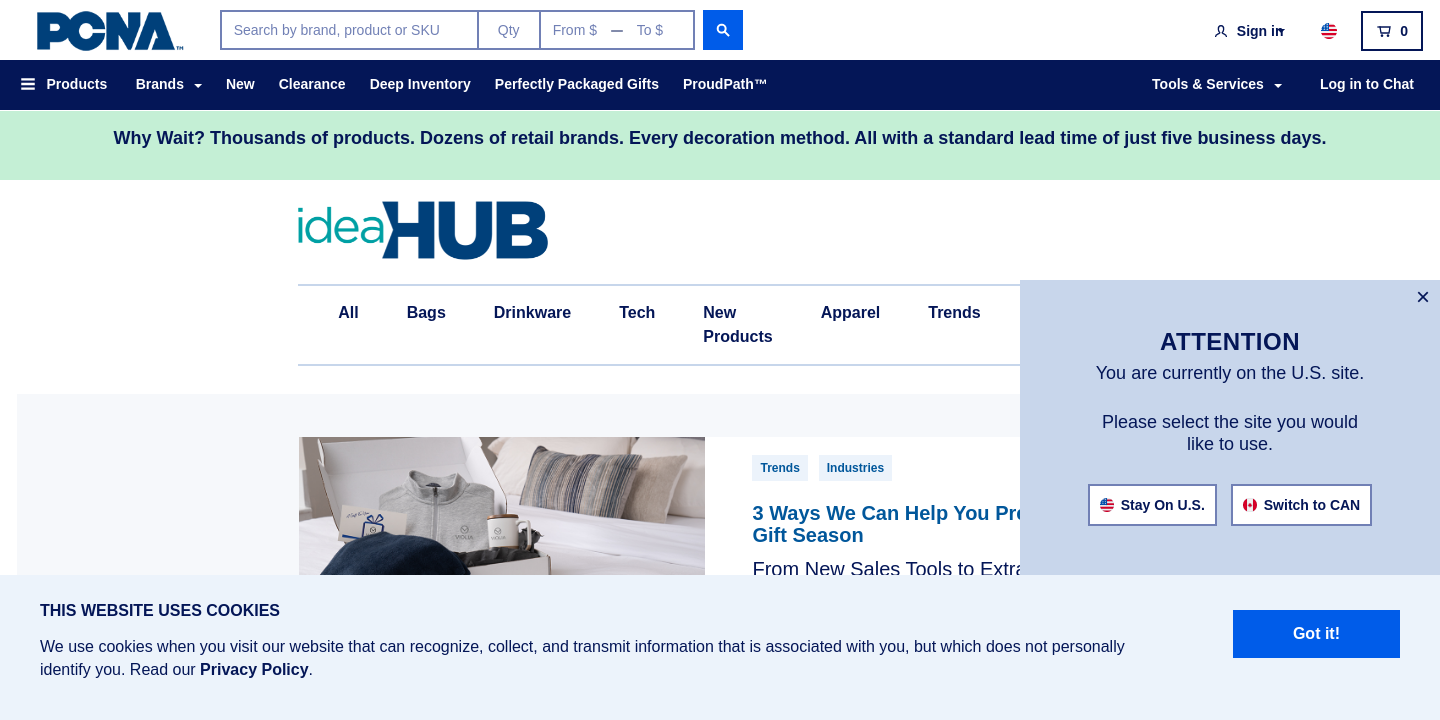 PCNA™
Search by brand, product or SKU
Qty
From $ — To $
Sign in
0
Products
Brands
New
Clearance
Deep Inventory
Perfectly Packaged Gifts
ProudPath™
Tools & Services
Log in to Chat
Why Wait? Thousands of products. Dozens of retail brands. Every decoration method. All with a standard lead time of just five business days.
ideaHUB
All
Bags
Drinkware
Tech
New
Products
Apparel
Trends
×
ATTENTION
You are currently on the U.S. site.
Please select the site you would
like to use.
Stay On U.S.
Switch to CAN
Trends
Industries
3 Ways We Can Help You Pre
Gift Season
From New Sales Tools to Extra
THIS WEBSITE USES COOKIES
We use cookies when you visit our website that can recognize, collect, and transmit information that is associated with you, but which does not personally
identify you. Read our Privacy Policy.
Got it!